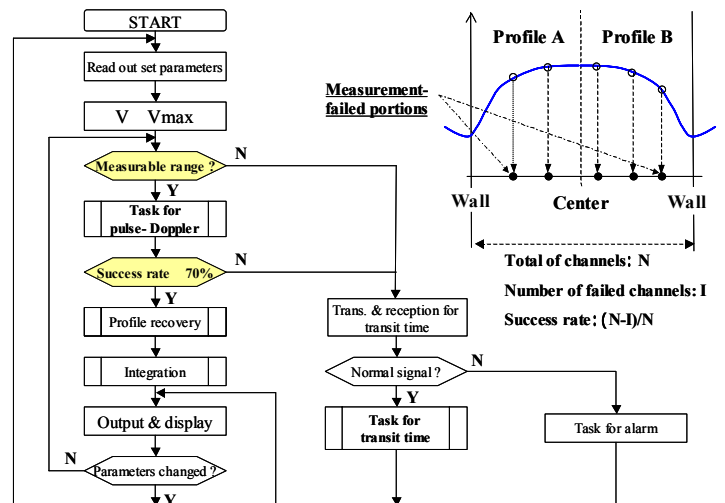 START
Read out set parameters
V Vmax
Measurable range ?
N
Y
Task for
pulse- Doppler
Success rate 70%
N
Y
Profile recovery
Integration
Output & display
Parameters changed ?
N
Y
Trans. & reception for
transit time
Normal signal ?
N
Y
Task for
transit time
Task for alarm
Profile A
Profile B
Measurement-
failed portions
Wall
Center
Wall
Total of channels: N
Number of failed channels: I
Success rate: (N-I)/N